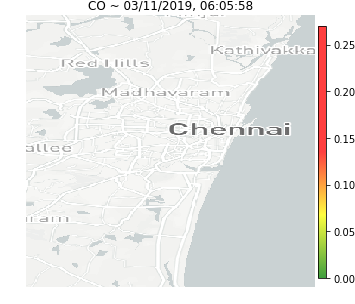 CO ~ 03/11/2019, 06:05:58
Kathivakka
Red Hills
Madhavaram
Chennai
allee
ram
0.25
0.20
0.15
0.10
0.05
0.00